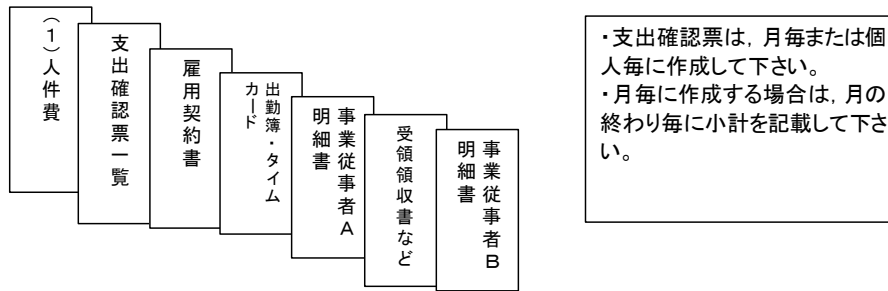 （1）人件費
支出確認票一覧
雇用契約書
出勤簿・タイム
カード
事業従事者A
明細書
受領領収書など
事業従事者B
明細書
・支出確認票は，月毎または個
人毎に作成して下さい。
・月毎に作成する場合は，月の
終わり毎に小計を記載して下さ
い。